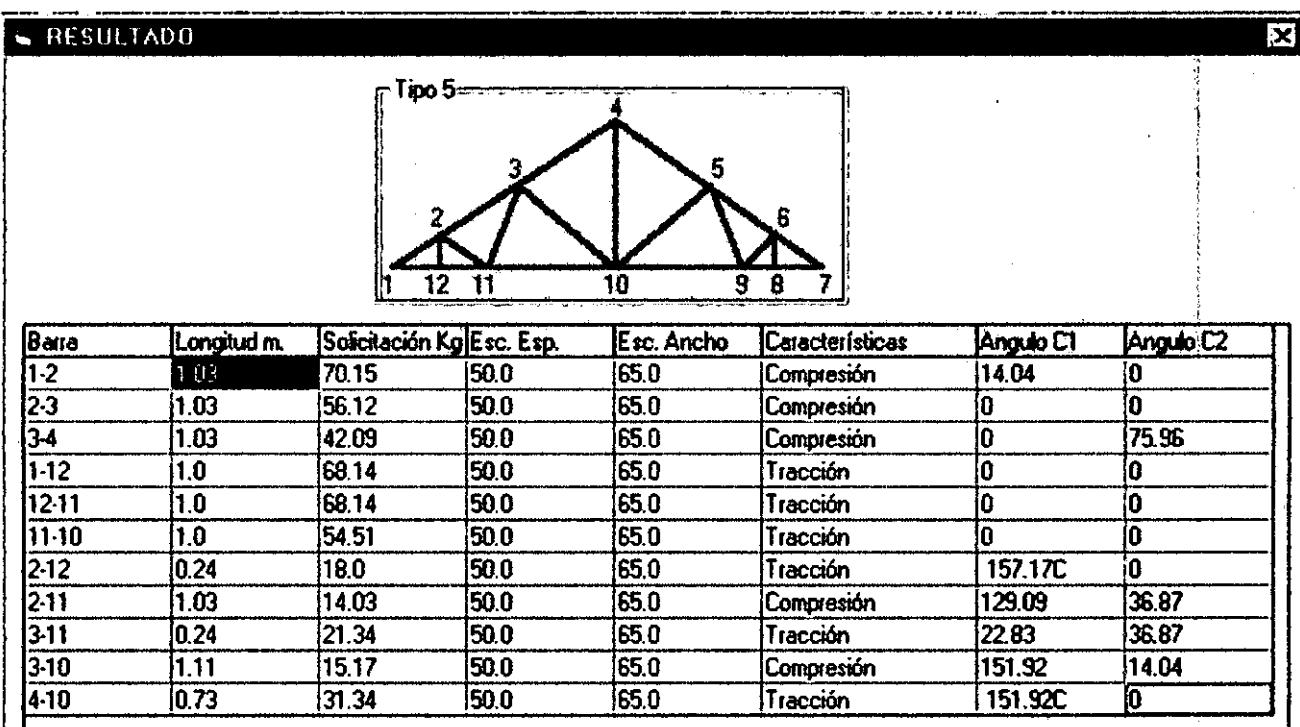 RESULTADO
Tipo 5
4
3 5
2 6
1 12 11 10 9 8 7
Barra Longitud m. Solicitación Kg Esc. Esp. Esc. Ancho Características Angulo C1 Angulo C2
1-2 1.03 70.15 50.0 65.0 Compresión 14.04 0
2-3 1.03 56.12 50.0 65.0 Compresión 0 0
3-4 1.03 42.09 50.0 65.0 Compresión 0 75.96
1-12 1.0 68.14 50.0 65.0 Tracción 0 0
12-11 1.0 68.14 50.0 65.0 Tracción 0 0
11-10 1.0 54.51 50.0 65.0 Tracción 0 0
2-12 0.24 18.0 50.0 65.0 Tracción 157.17C 0
2-11 1.03 14.03 50.0 65.0 Compresión 129.09 36.87
3-11 0.24 21.34 50.0 65.0 Tracción 22.83 36.87
3-10 1.11 15.17 50.0 65.0 Compresión 151.92 14.04
4-10 0.73 31.34 50.0 65.0 Tracción 151.92C 0